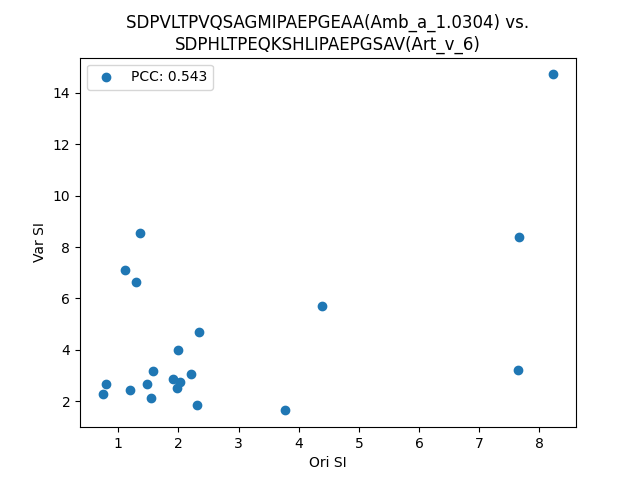 SDPVLTPVQSAGMIPAEPGEAA(Amb_a_1.0304) vs.
SDPHLTPEQKSHLIPAEPGSAV(Art_v_6)
PCC: 0.543
14
12
10
8
6
4
2
Var SI
1 2 3 4 5 6 7 8
Ori SI